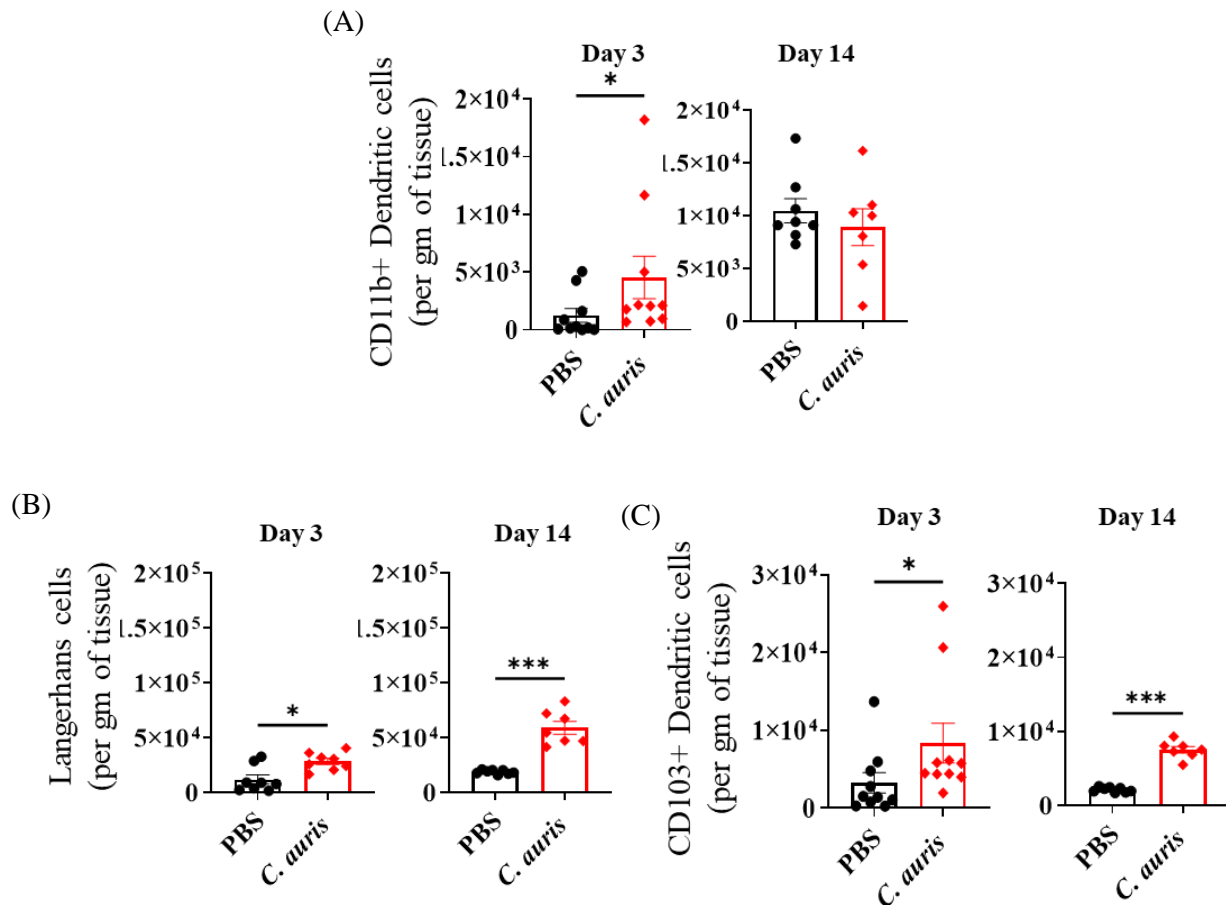 (A)
Day 3
Day 14
CD11b+ Dendritic cells
(per gm of tissue)
*
2×10⁴
1.5×10⁴
1×10⁴
5×10³
0
PBS
C. auris
2×10⁴
1.5×10⁴
1×10⁴
5×10³
0
PBS
C. auris
(B)
Day 3
Day 14
Langerhans cells
(per gm of tissue)
2×10⁵
1.5×10⁵
1×10⁵
5×10⁴
0
*
PBS
C. auris
2×10⁵
1.5×10⁵
1×10⁵
5×10⁴
0
***
PBS
C. auris
(C)
Day 3
Day 14
CD103+ Dendritic cells
(per gm of tissue)
3×10⁴
2×10⁴
1×10⁴
0
*
PBS
C. auris
3×10⁴
2×10⁴
1×10⁴
0
***
PBS
C. auris